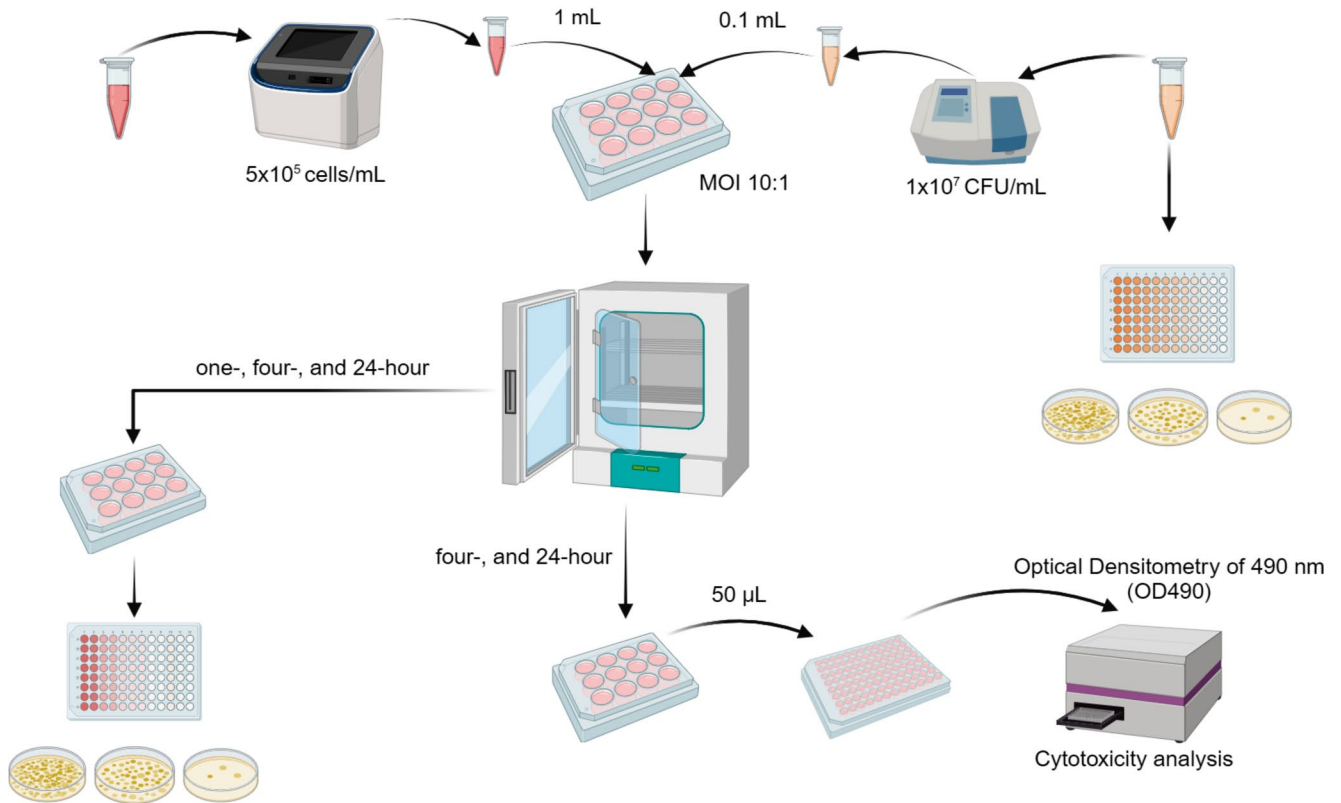 1 mL
0.1 mL
5x10⁵ cells/mL
MOI 10:1
1x10⁷ CFU/mL
one-, four-, and 24-hour
four-, and 24-hour
50 µL
Optical Densitometry of 490 nm
(OD490)
Cytotoxicity analysis